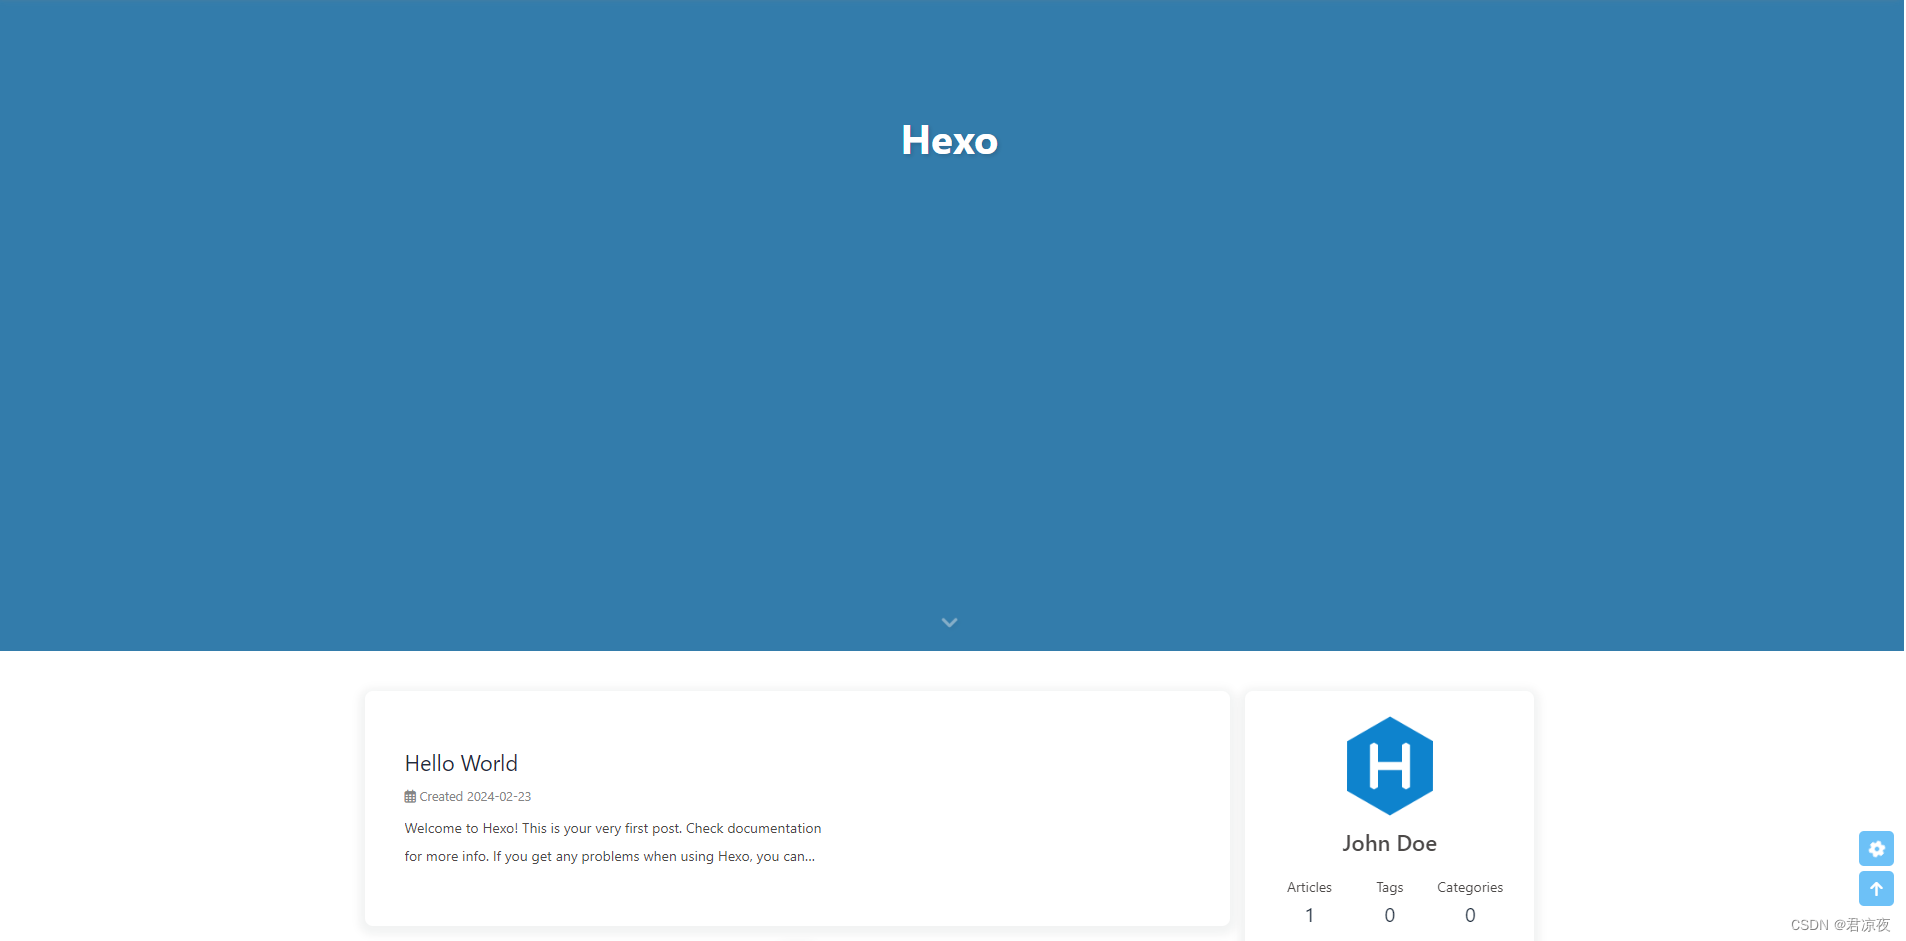 Hexo
Hello World
Created 2024-02-23
Welcome to Hexo! This is your very first post. Check documentation
for more info. If you get any problems when using Hexo, you can...
H
John Doe
Articles Tags Categories
1 0 0
CSDN @君凉夜